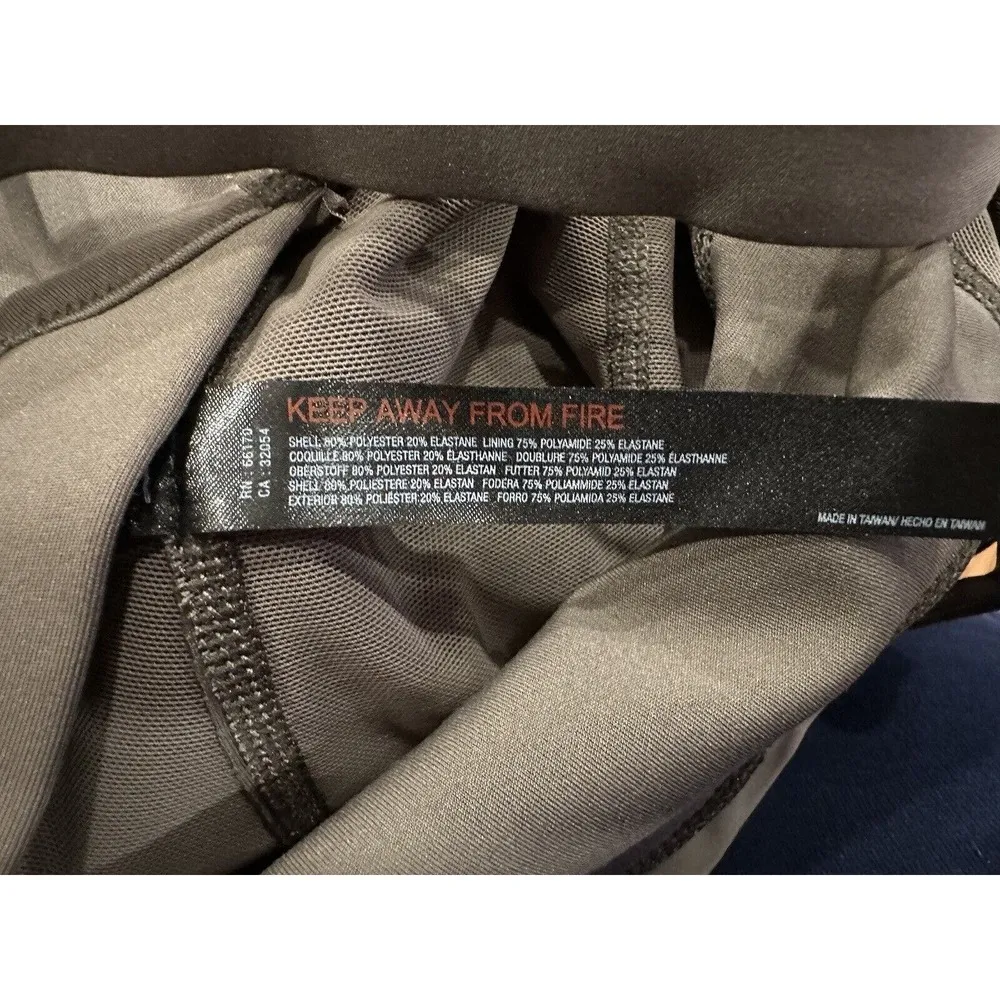 KEEP AWAY FROM FIRE
SHELL 80% POLYESTER 20% ELASTANE LINING 75% POLYAMIDE 25% ELASTANE
COQUILLE 80% POLYESTER 20% ÉLASTHANNE DOUBLURE 75% POLYAMIDE 25% ÉLASTHANNE
OBERSTOFF 80% POLYESTER 20% ELASTAN FUTTER 75% POLYAMID 25% ELASTAN
SHELL 80% POLIESTERE 20% ELASTAN FODERA 75% POLIAMMIDE 25% ELASTAN
EXTERIOR 80% POLIÉSTER 20% ELASTANE FORRO 75% POLIAMIDA 25% ELASTANE
RN : 66170
CA : 32054
MADE IN TAIWAN/ HECHO EN TAIWAN